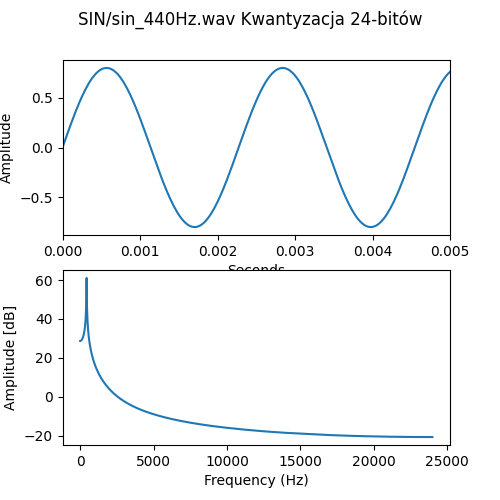 SIN/sin_440Hz.wav Kwantyzacja 24-bitów
Amplitude
0.5
0.0
−0.5
0.000 0.001 0.002 0.003 0.004 0.005
Seconds
Amplitude [dB]
60
40
20
0
−20
0 5000 10000 15000 20000 25000
Frequency (Hz)